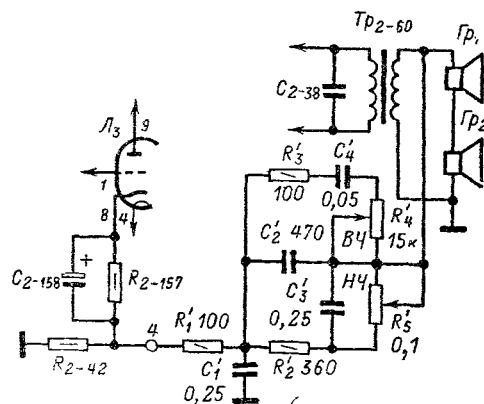 Тр₂₋₆₀
Гр₁
С₂₋₃₈
Гр₂
Л₃
9
1
8
4
R'₃
100
С'₄
0,05
R'₄
15к
ВЧ
С'₂ 470
НЧ
С'₃
0,25
R'₅
0,1
+
С₂₋₁₅₈
R₂₋₁₅₇
R₂₋₄₂
4
R'₁ 100
R'₂ 360
С'₁
0,25